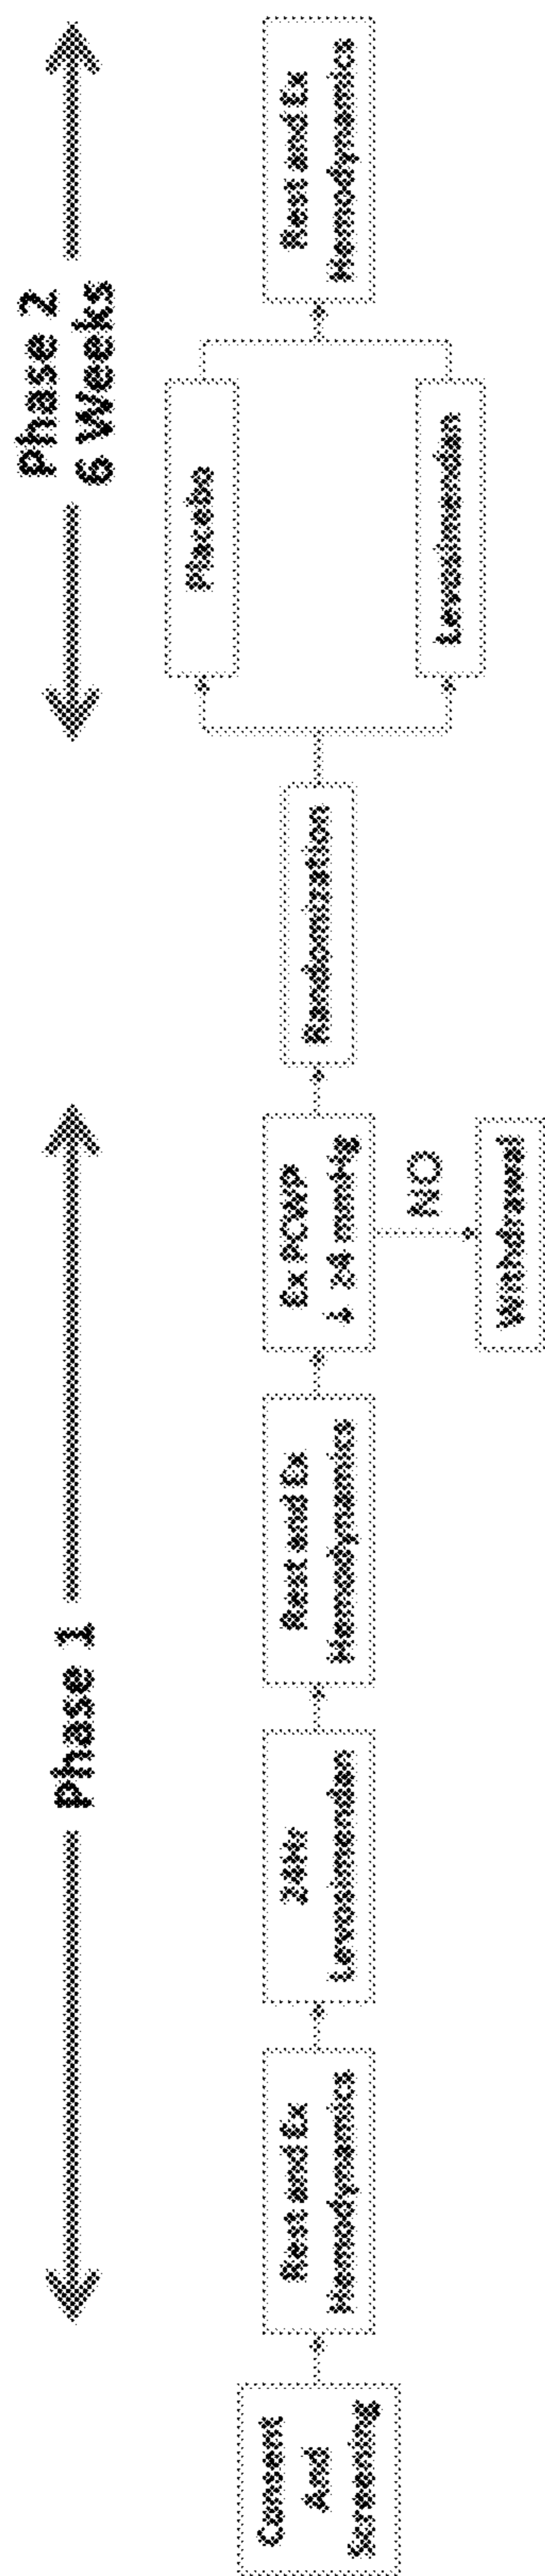 Phase 1
Phase 2
6 Weeks
Consent
And
Screening
Rest and Ex
Hemodynamics
24Hr
Levosimendan
Rest and Ex
Hemodynamics
Ex PCWP
↓ ≥4 mmHg
NO
Withdrawal
Randomization
Placebo
Levosimendan
Rest and Ex
Hemodynamics